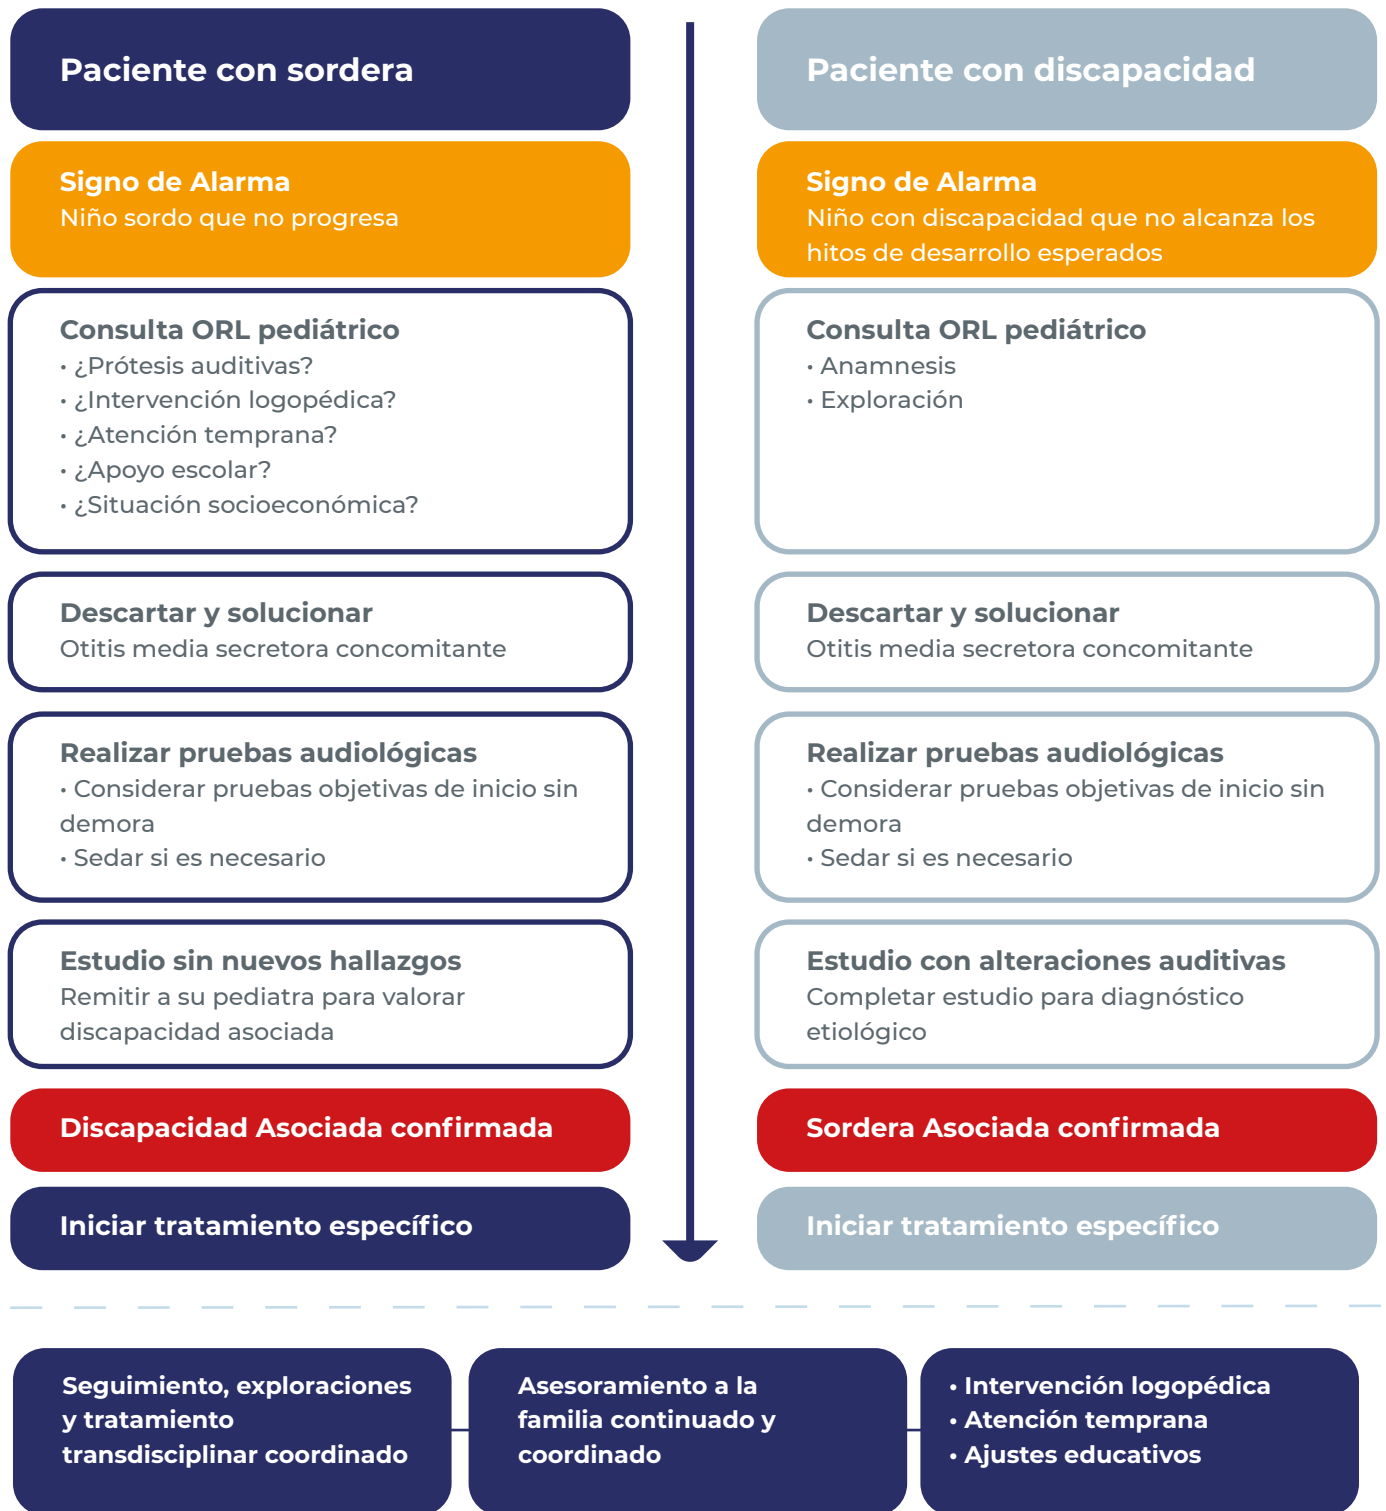 Paciente con sordera
Signo de Alarma
Niño sordo que no progresa
Consulta ORL pediátrico
• ¿Prótesis auditivas?
• ¿Intervención logopédica?
• ¿Atención temprana?
• ¿Apoyo escolar?
• ¿Situación socioeconómica?
Descartar y solucionar
Otitis media secretora concomitante
Realizar pruebas audiológicas
• Considerar pruebas objetivas de inicio sin
demora
• Sedar si es necesario
Estudio sin nuevos hallazgos
Remitir a su pediatra para valorar
discapacidad asociada
Discapacidad Asociada confirmada
Iniciar tratamiento específico
Paciente con discapacidad
Signo de Alarma
Niño con discapacidad que no alcanza los
hitos de desarrollo esperados
Consulta ORL pediátrico
• Anamnesis
• Exploración
Descartar y solucionar
Otitis media secretora concomitante
Realizar pruebas audiológicas
• Considerar pruebas objetivas de inicio sin
demora
• Sedar si es necesario
Estudio con alteraciones auditivas
Completar estudio para diagnóstico
etiológico
Sordera Asociada confirmada
Iniciar tratamiento específico
Seguimiento, exploraciones
y tratamiento
transdisciplinar coordinado
Asesoramiento a la
familia continuado y
coordinado
• Intervención logopédica
• Atención temprana
• Ajustes educativos